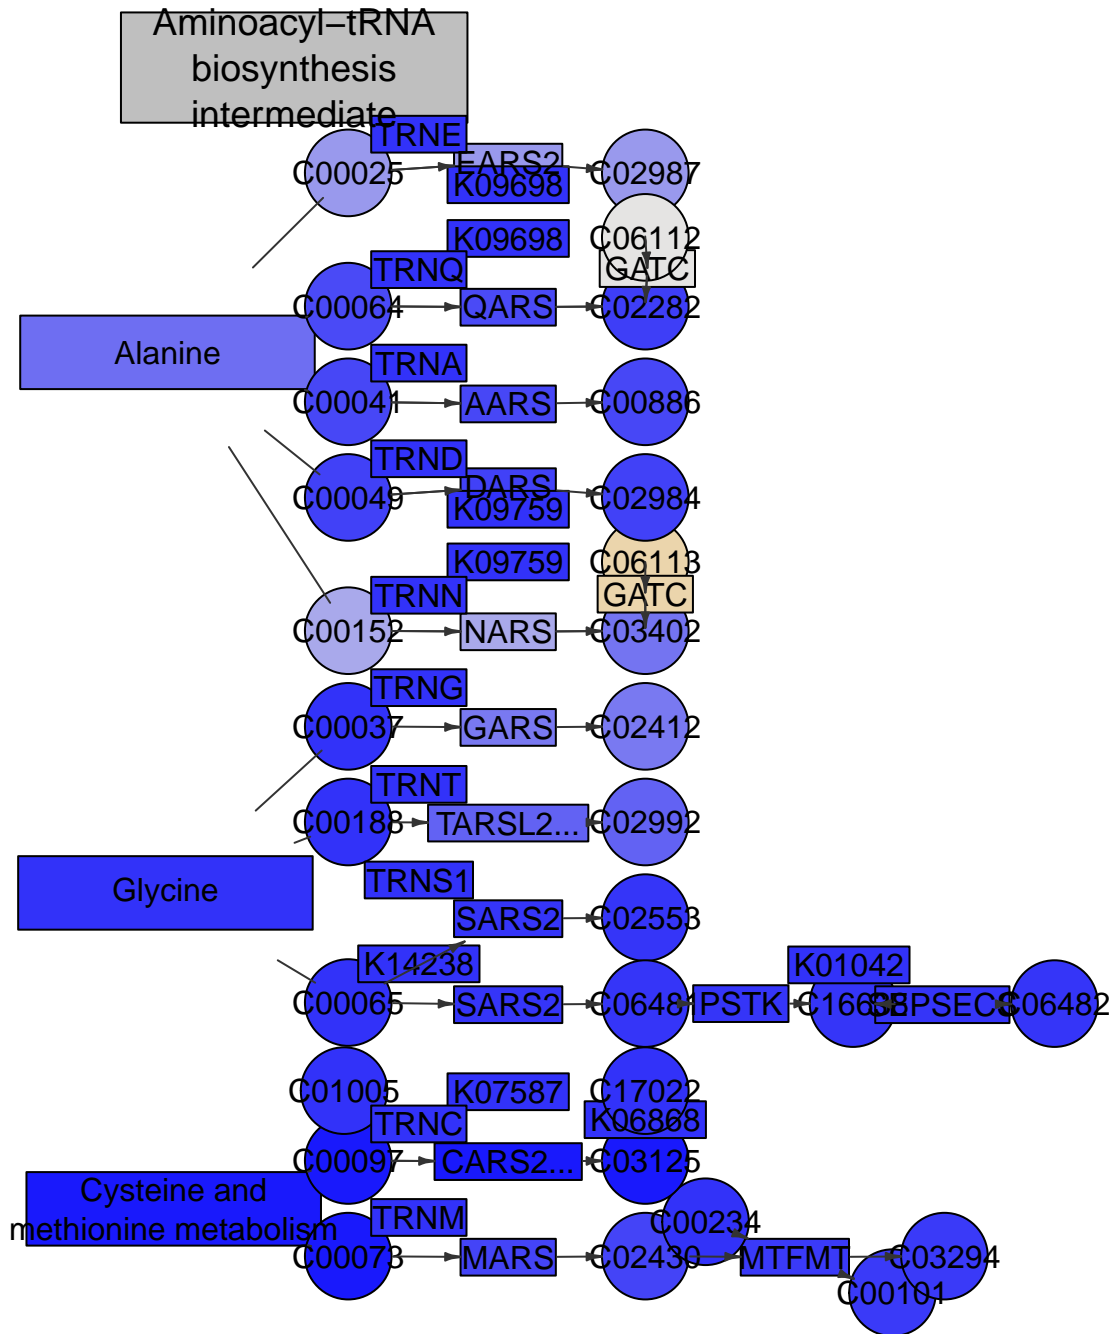 Aminoacyl−tRNA
biosynthesis
intermediate
TRNE
C00025
EARS2
C02987
K09698
K09698
C06112
TRNQ
GATC
C00064
QARS
C02282
Alanine
TRNA
C00041
AARS
C00886
TRND
C00049
DARS
C02984
K09759
K09759
C06113
TRNN
GATC
C00152
NARS
C03402
TRNG
C00037
GARS
C02412
TRNT
C00188
TARSL2...
C02992
Glycine
TRNS1
SARS2
C02553
K14238
K01042
C00065
SARS2
C06481
PSTK
SEPSECS
C06482
C01005
K07587
C17022
TRNC
K06868
C00097
CARS2...
C03125
Cysteine and
methionine metabolism
TRNM
C00234
C00073
MARS
C02430
MTFMT
C03294
C00101